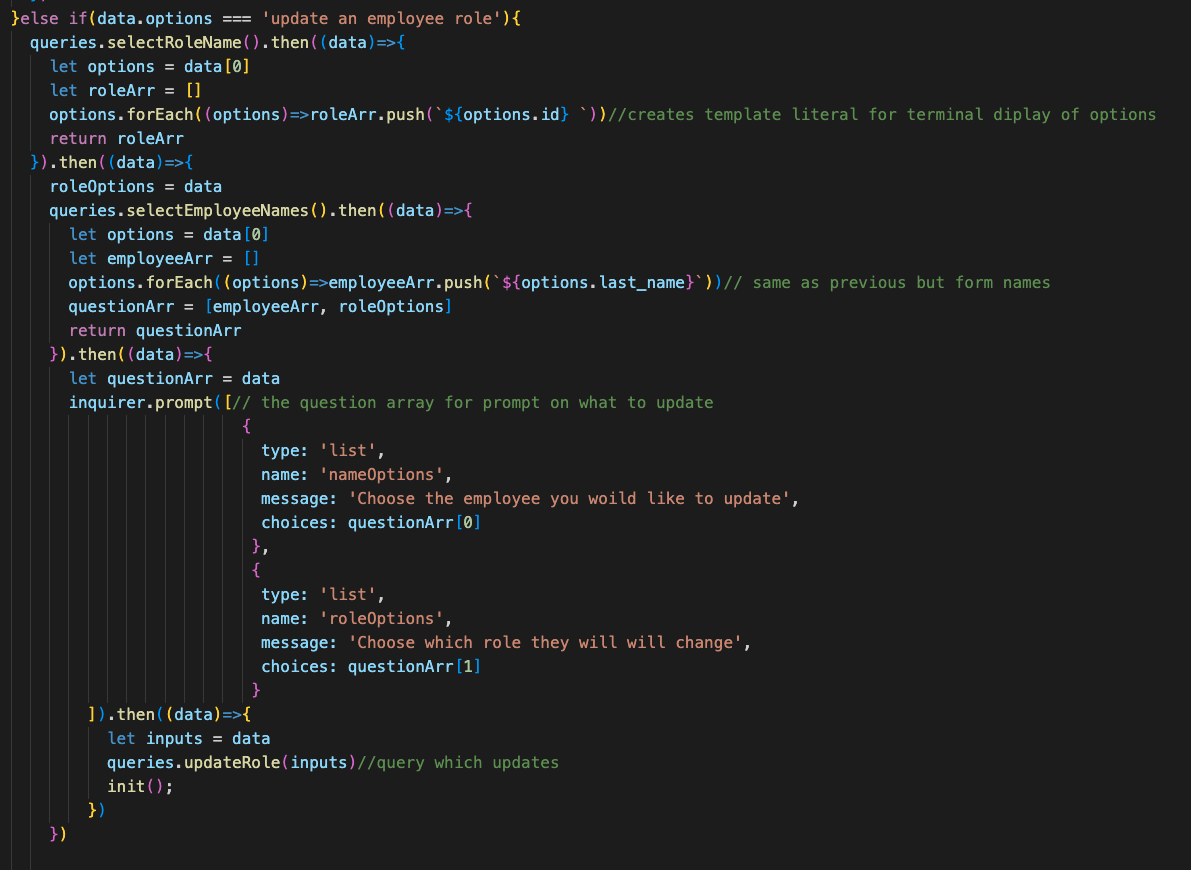 }else if(data.options === 'update an employee role'){
queries.selectRoleName().then((data)=>{
let options = data[0]
let roleArr = []
options.forEach((options)=>roleArr.push(`${options.id} `))//creates template literal for terminal diplay of options
return roleArr
}).then((data)=>{
roleOptions = data
queries.selectEmployeeNames().then((data)=>{
let options = data[0]
let employeeArr = []
options.forEach((options)=>employeeArr.push(`${options.last_name}`))// same as previous but form names
questionArr = [employeeArr, roleOptions]
return questionArr
}).then((data)=>{
let questionArr = data
inquirer.prompt([// the question array for prompt on what to update
{
type: 'list',
name: 'nameOptions',
message: 'Choose the employee you woild like to update',
choices: questionArr[0]
},
{
type: 'list',
name: 'roleOptions',
message: 'Choose which role they will will change',
choices: questionArr[1]
}
]).then((data)=>{
let inputs = data
queries.updateRole(inputs)//query which updates
init();
})
})